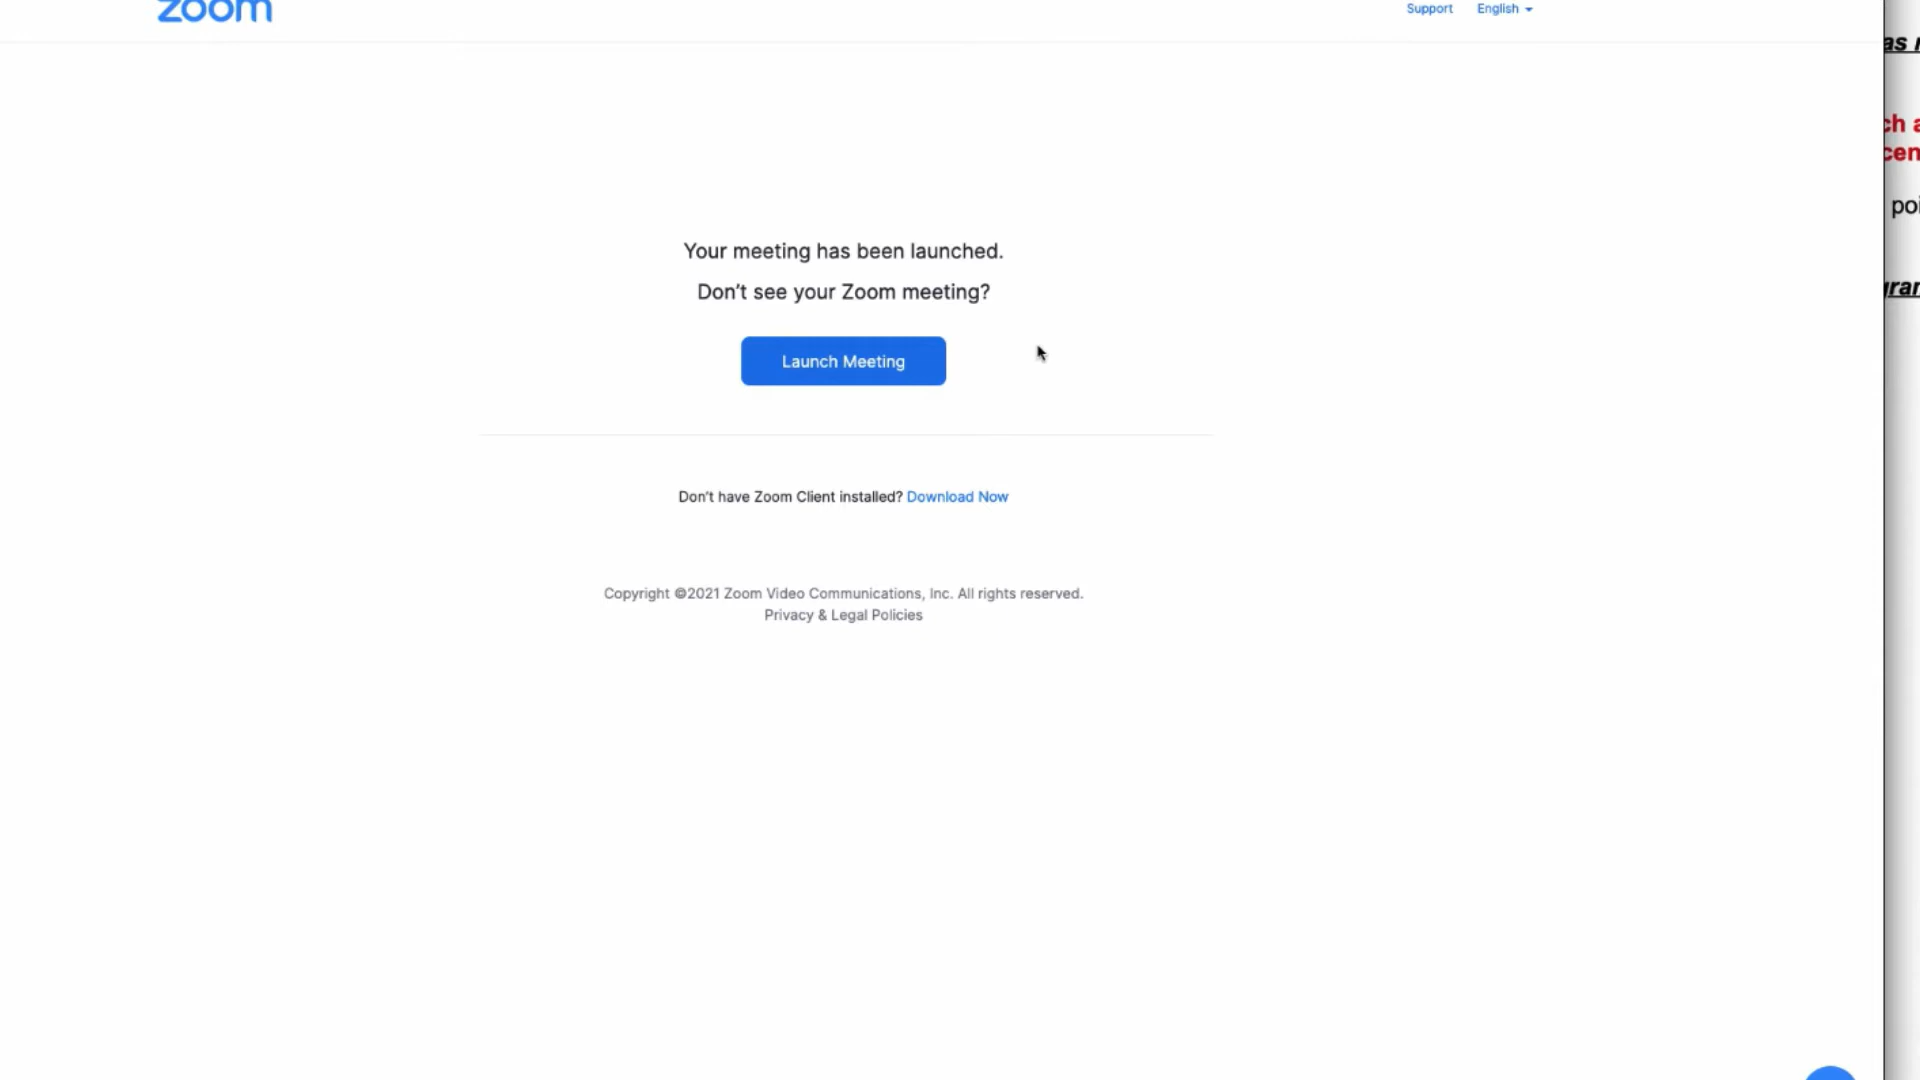 zoom
Support
English
as
Your meeting has been launched.
Don't see your Zoom meeting?
Launch Meeting
Don't have Zoom Client installed? Download Now
Copyright ©2021 Zoom Video Communications, Inc. All rights reserved.
Privacy & Legal Policies